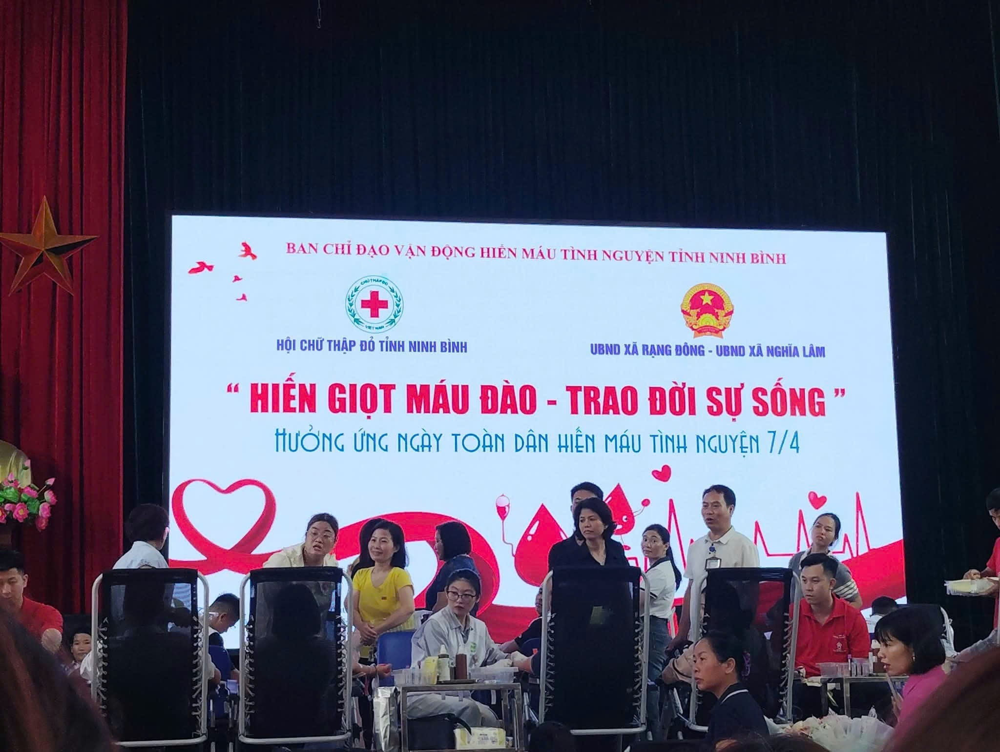 BAN CHỈ ĐẠO VẬN ĐỘNG HIẾN MÁU TÌNH NGUYỆN TỈNH NINH BÌNH
CHỮ THẬP ĐỎ
VIỆT NAM
HỘI CHỮ THẬP ĐỎ TỈNH NINH BÌNH
UBND XÃ RẠNG ĐÔNG - UBND XÃ NGHĨA LÂM
“ HIẾN GIỌT MÁU ĐÀO - TRAO ĐỜI SỰ SỐNG ”
HƯỞNG ỨNG NGÀY TOÀN DÂN HIẾN MÁU TÌNH NGUYỆN 7/4